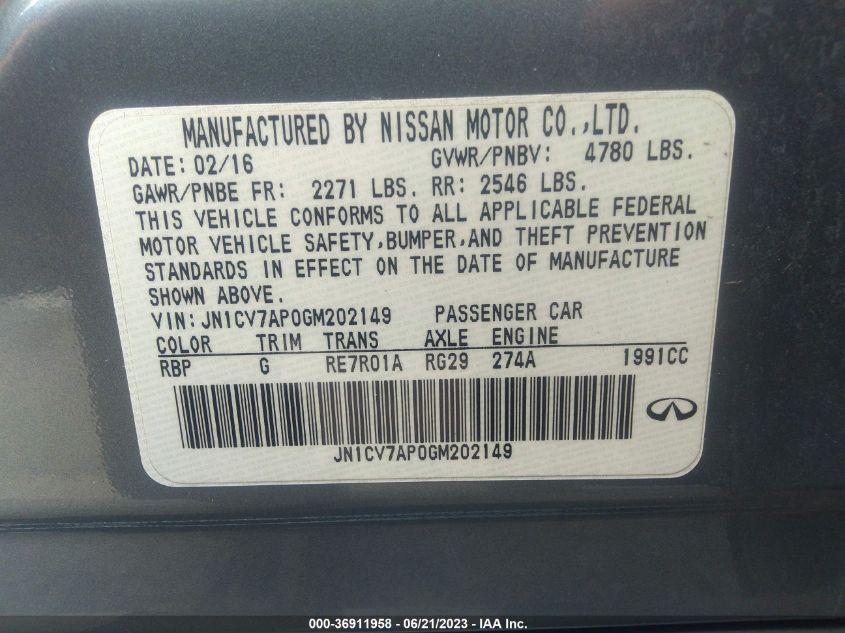 MANUFACTURED BY NISSAN MOTOR CO.,LTD.
DATE: 02/16 GVWR/PNBV: 4780 LBS.
GAWR/PNBE FR: 2271 LBS. RR: 2546 LBS.
THIS VEHICLE CONFORMS TO ALL APPLICABLE FEDERAL
MOTOR VEHICLE SAFETY,BUMPER,AND THEFT PREVENTION
STANDARDS IN EFFECT ON THE DATE OF MANUFACTURE
SHOWN ABOVE.
VIN:JN1CV7AP0GM202149 PASSENGER CAR
COLOR TRIM TRANS AXLE ENGINE
RBP G RE7R01A RG29 274A 1991CC
JN1CV7AP0GM202149
000-36911958 - 06/21/2023 - IAA Inc.